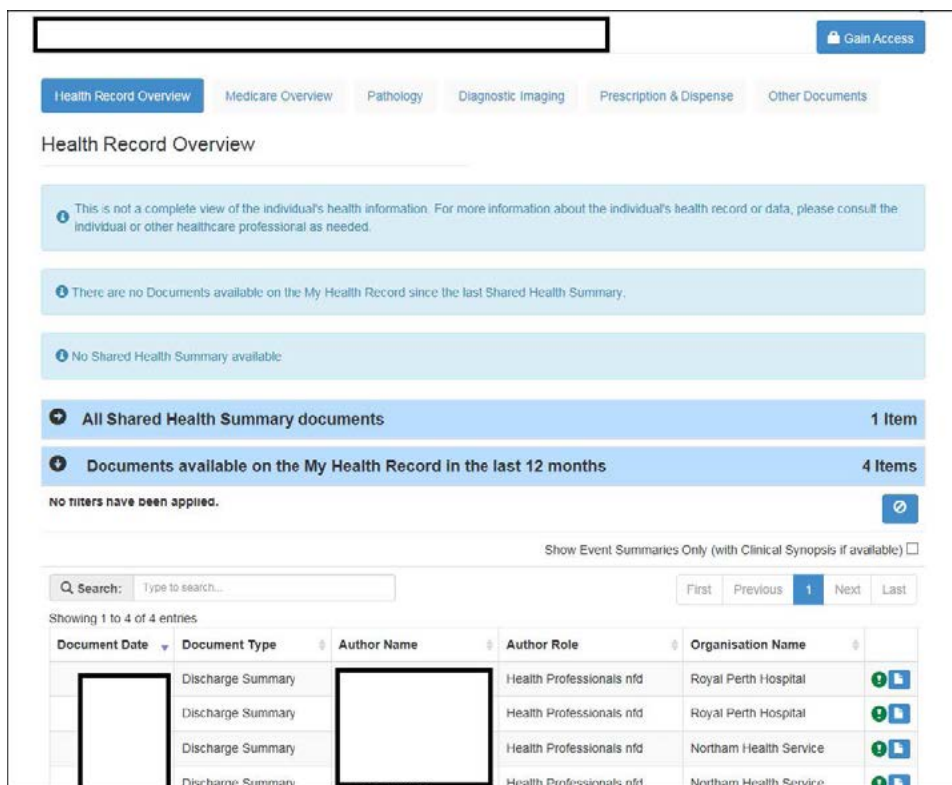 Gain Access
Health Record Overview Medicare Overview Pathology Diagnostic Imaging Prescription & Dispense Other Documents
Health Record Overview
This is not a complete view of the individual's health information. For more information about the individual's health record or data, please consult the
individual or other healthcare professional as needed.
There are no Documents available on the My Health Record since the last Shared Health Summary.
No Shared Health Summary available
All Shared Health Summary documents 1 Item
Documents available on the My Health Record in the last 12 months 4 Items
No filters have been applied.
Show Event Summaries Only (with Clinical Synopsis if available)
Search: Type to search... First Previous 1 Next Last
Showing 1 to 4 of 4 entries
Document Date Document Type Author Name Author Role Organisation Name
Discharge Summary Health Professionals nfd Royal Perth Hospital
Discharge Summary Health Professionals nfd Royal Perth Hospital
Discharge Summary Health Professionals nfd Northam Health Service
Discharge Summary Health Professionals nfd Northam Health Service